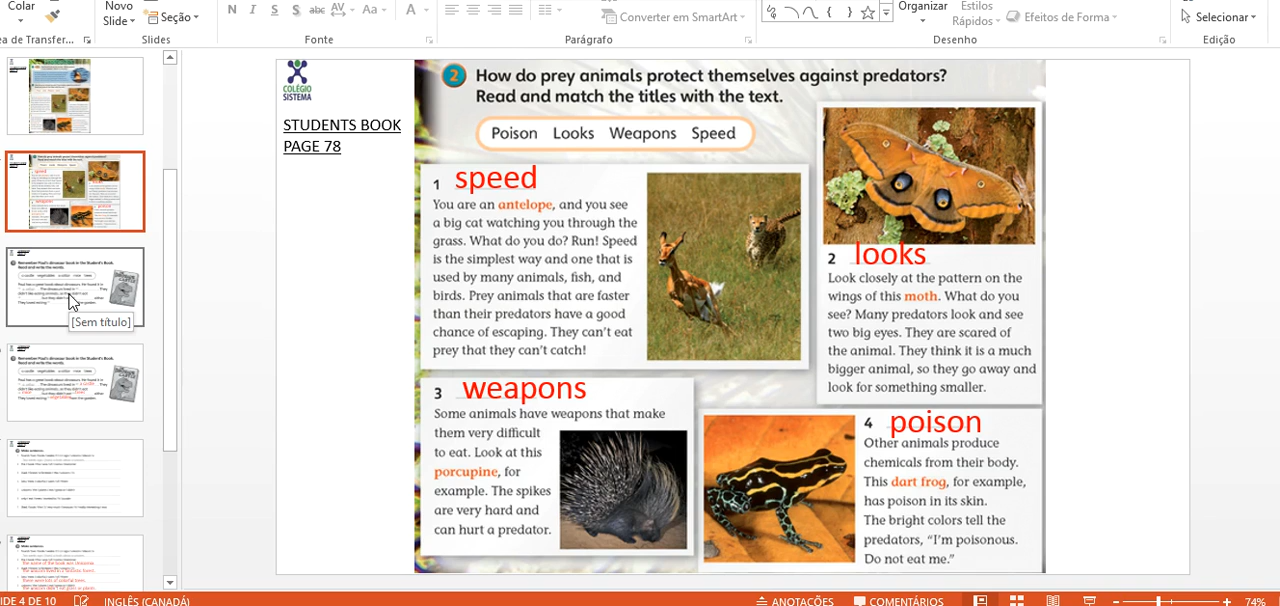 Colar
Novo
Slide
Seção
N I S S abc AV Aa A
Converter em SmartArt
Organizar
Estilos
Rápidos
Efeitos de Forma
Selecionar
a de Transfer...
Slides
Fonte
Parágrafo
Desenho
Edição
[Sem título]
COLÉGIO
SISTEMA
STUDENTS BOOK
PAGE 78
2 How do prey animals protect themselves against predators?
Read and match the titles with the text.
Poison Looks Weapons Speed
1 speed
You are an antelope, and you see
a big cat watching you through the
grass. What do you do? Run! Speed
is the simplest way and one that is
used by many animals, fish, and
birds. Prey animals that are faster
than their predators have a good
chance of escaping. They can't eat
prey that they can't catch!
2 looks
Look closely at the pattern on the
wings of this moth. What do you
see? Many predators look and see
two big eyes. They are scared of
the animal. They think it is a much
bigger animal, so they go away and
look for something smaller.
3 weapons
Some animals have weapons that make
them very difficult
to eat. Look at this
porcupine, for
example. The spikes
are very hard and
can hurt a predator.
4 poison
Other animals produce
chemicals from their body.
This dart frog, for example,
has poison in its skin.
The bright colors tell the
predators, “I'm poisonous.
Do not eat me.”
IDE 4 DE 10
INGLÊS (CANADÁ)
ANOTAÇÕES
COMENTÁRIOS
74%